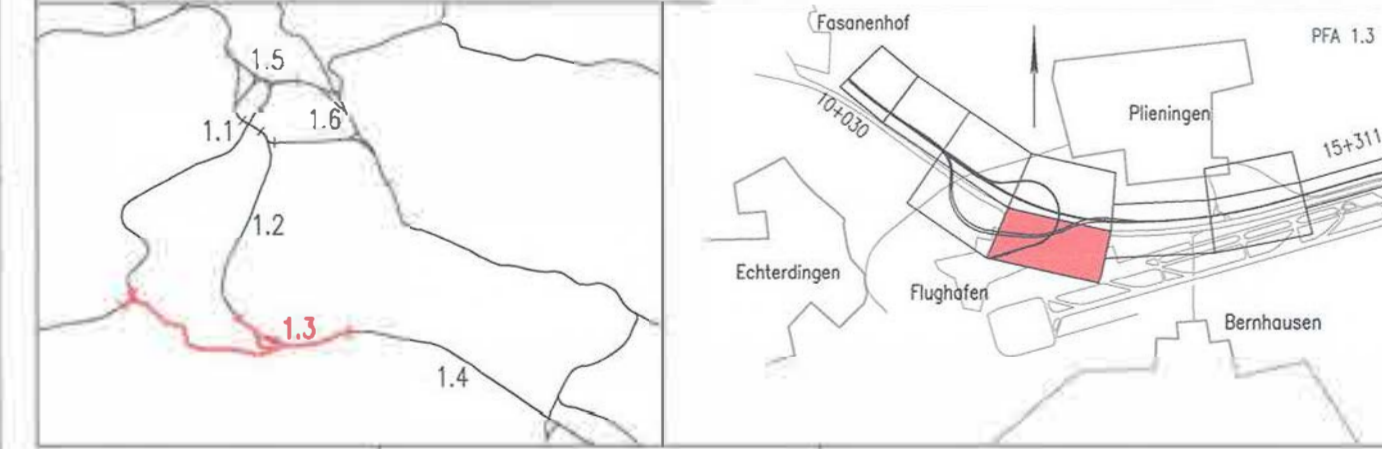 1.5
1.1
1.6
1.2
1.3
1.4
Fasanenhof
PFA 1.3
10+030
Plieningen
15+311
Echterdingen
Flughafen
Bernhausen